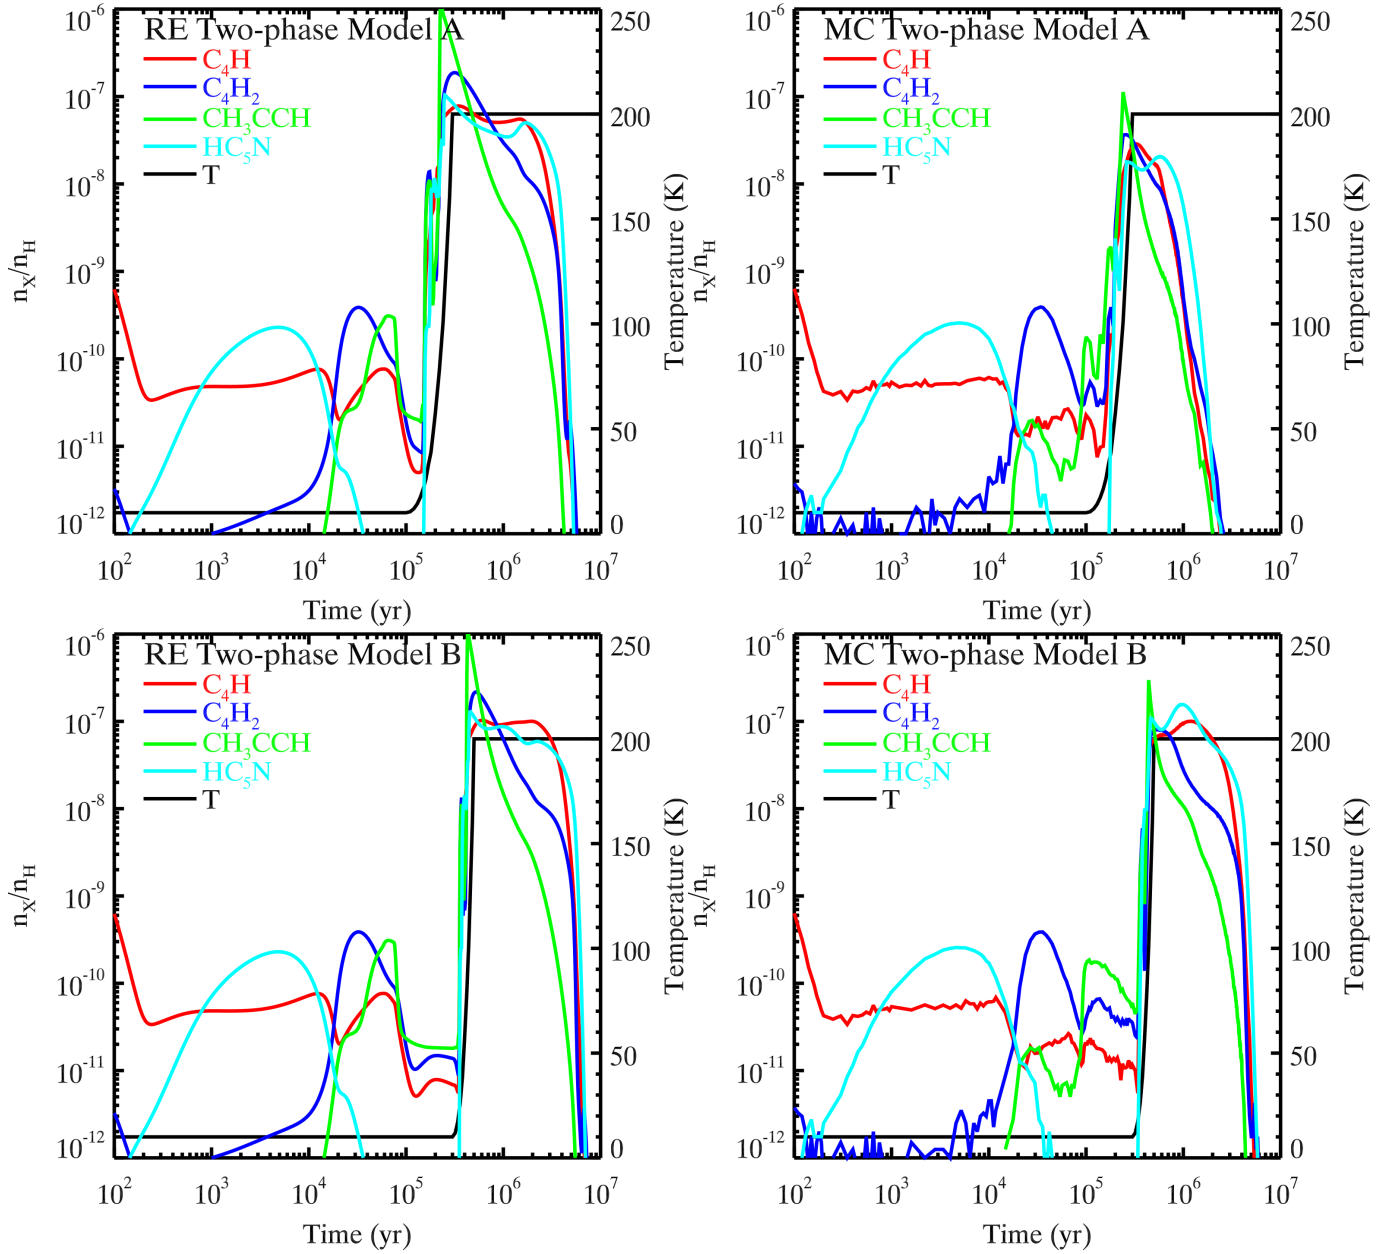 RE Two-phase Model A
C₄H
C₄H₂
CH₃CCH
HC₅N
T
10⁻⁶
10⁻⁷
10⁻⁸
10⁻⁹
10⁻¹⁰
10⁻¹¹
10⁻¹²
nX/nH
250
200
150
100
50
0
Temperature (K)
10² 10³ 10⁴ 10⁵ 10⁶ 10⁷
Time (yr)
MC Two-phase Model A
C₄H
C₄H₂
CH₃CCH
HC₅N
T
10⁻⁶
10⁻⁷
10⁻⁸
10⁻⁹
10⁻¹⁰
10⁻¹¹
10⁻¹²
nX/nH
250
200
150
100
50
0
Temperature (K)
10² 10³ 10⁴ 10⁵ 10⁶ 10⁷
Time (yr)
RE Two-phase Model B
C₄H
C₄H₂
CH₃CCH
HC₅N
T
10⁻⁶
10⁻⁷
10⁻⁸
10⁻⁹
10⁻¹⁰
10⁻¹¹
10⁻¹²
nX/nH
250
200
150
100
50
0
Temperature (K)
10² 10³ 10⁴ 10⁵ 10⁶ 10⁷
Time (yr)
MC Two-phase Model B
C₄H
C₄H₂
CH₃CCH
HC₅N
T
10⁻⁶
10⁻⁷
10⁻⁸
10⁻⁹
10⁻¹⁰
10⁻¹¹
10⁻¹²
nX/nH
250
200
150
100
50
0
Temperature (K)
10² 10³ 10⁴ 10⁵ 10⁶ 10⁷
Time (yr)